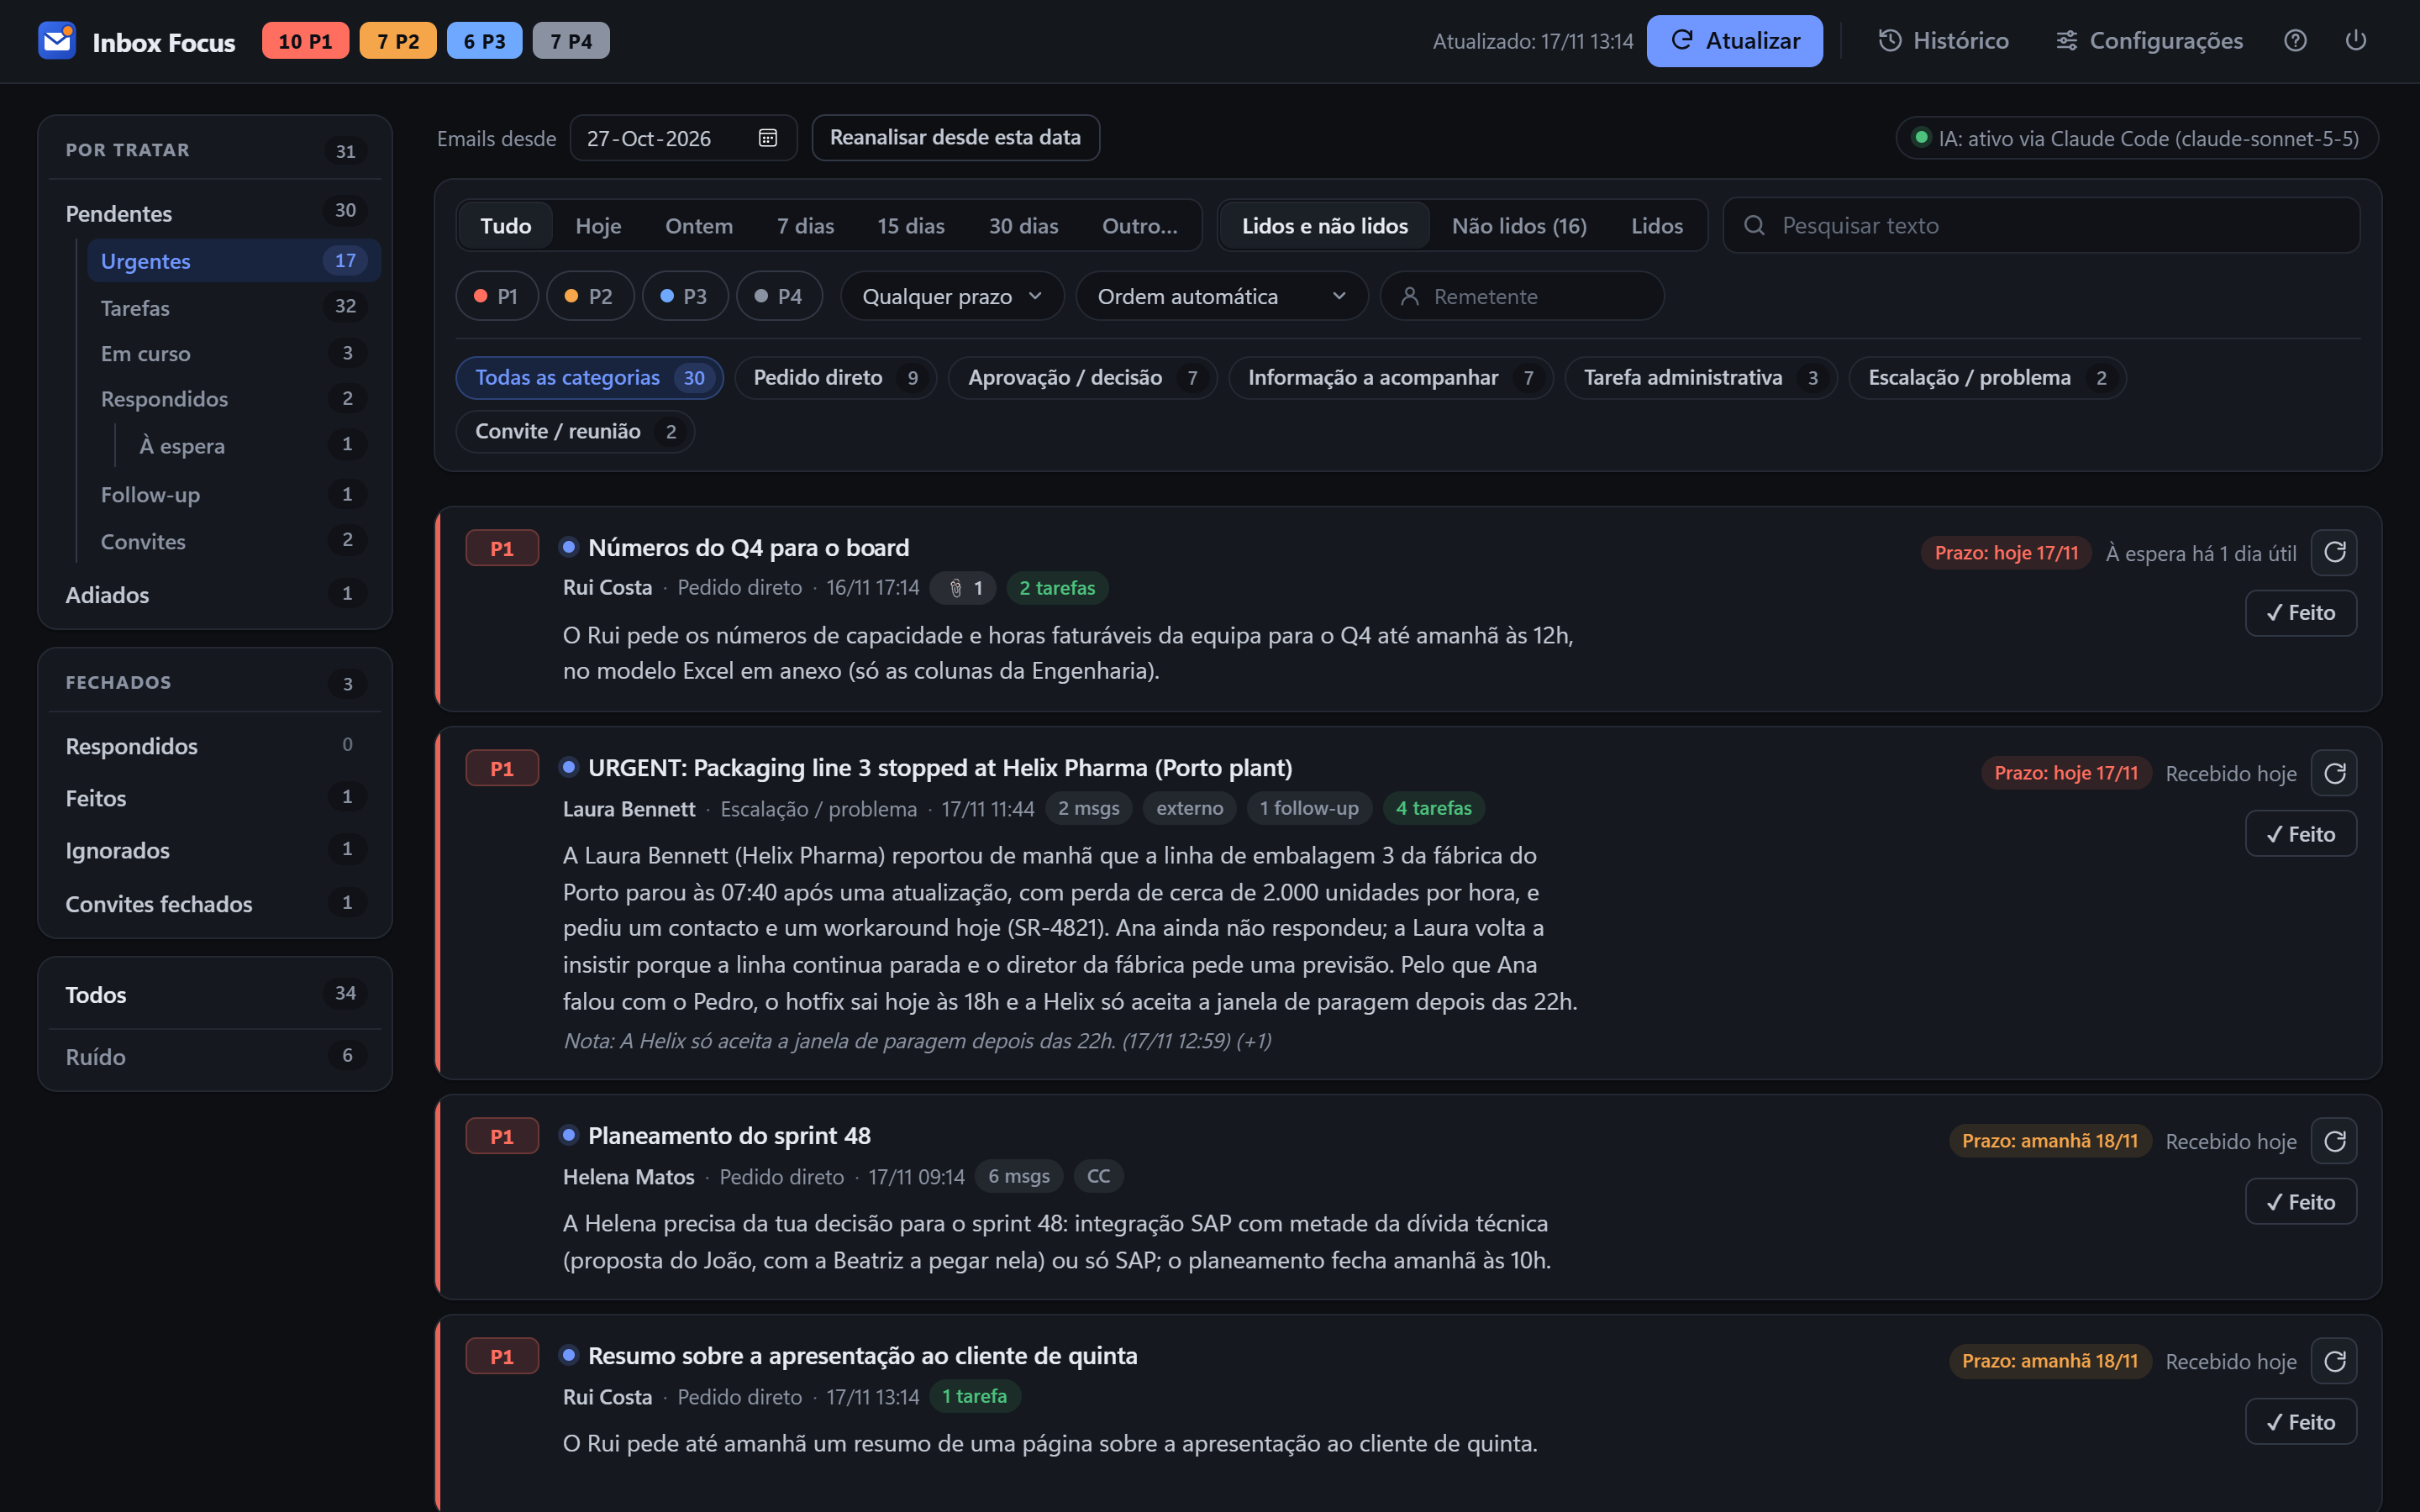 Inbox Focus
10 P1
7 P2
6 P3
7 P4
Atualizado: 17/11 13:14
Atualizar
Histórico
Configurações
POR TRATAR 31
Pendentes 30
Urgentes 17
Tarefas 32
Em curso 3
Respondidos 2
À espera 1
Follow-up 1
Convites 2
Adiados 1
FECHADOS 3
Respondidos 0
Feitos 1
Ignorados 1
Convites fechados 1
Todos 34
Ruído 6
Emails desde 27-Oct-2026 Reanalisar desde esta data
IA: ativo via Claude Code (claude-sonnet-5-5)
Tudo Hoje Ontem 7 dias 15 dias 30 dias Outro...
Lidos e não lidos Não lidos (16) Lidos
Pesquisar texto
P1 P2 P3 P4 Qualquer prazo Ordem automática Remetente
Todas as categorias 30 Pedido direto 9 Aprovação / decisão 7 Informação a acompanhar 7 Tarefa administrativa 3 Escalação / problema 2
Convite / reunião 2
P1 Números do Q4 para o board
Prazo: hoje 17/11 À espera há 1 dia útil
Rui Costa · Pedido direto · 16/11 17:14 1 2 tarefas
✓ Feito
O Rui pede os números de capacidade e horas faturáveis da equipa para o Q4 até amanhã às 12h,
no modelo Excel em anexo (só as colunas da Engenharia).
P1 URGENT: Packaging line 3 stopped at Helix Pharma (Porto plant)
Prazo: hoje 17/11 Recebido hoje
Laura Bennett · Escalação / problema · 17/11 11:44 2 msgs externo 1 follow-up 4 tarefas
✓ Feito
A Laura Bennett (Helix Pharma) reportou de manhã que a linha de embalagem 3 da fábrica do
Porto parou às 07:40 após uma atualização, com perda de cerca de 2.000 unidades por hora, e
pediu um contacto e um workaround hoje (SR-4821). Ana ainda não respondeu; a Laura volta a
insistir porque a linha continua parada e o diretor da fábrica pede uma previsão. Pelo que Ana
falou com o Pedro, o hotfix sai hoje às 18h e a Helix só aceita a janela de paragem depois das 22h.
Nota: A Helix só aceita a janela de paragem depois das 22h. (17/11 12:59) (+1)
P1 Planeamento do sprint 48
Prazo: amanhã 18/11 Recebido hoje
Helena Matos · Pedido direto · 17/11 09:14 6 msgs CC
✓ Feito
A Helena precisa da tua decisão para o sprint 48: integração SAP com metade da dívida técnica
(proposta do João, com a Beatriz a pegar nela) ou só SAP; o planeamento fecha amanhã às 10h.
P1 Resumo sobre a apresentação ao cliente de quinta
Prazo: amanhã 18/11 Recebido hoje
Rui Costa · Pedido direto · 17/11 13:14 1 tarefa
✓ Feito
O Rui pede até amanhã um resumo de uma página sobre a apresentação ao cliente de quinta.